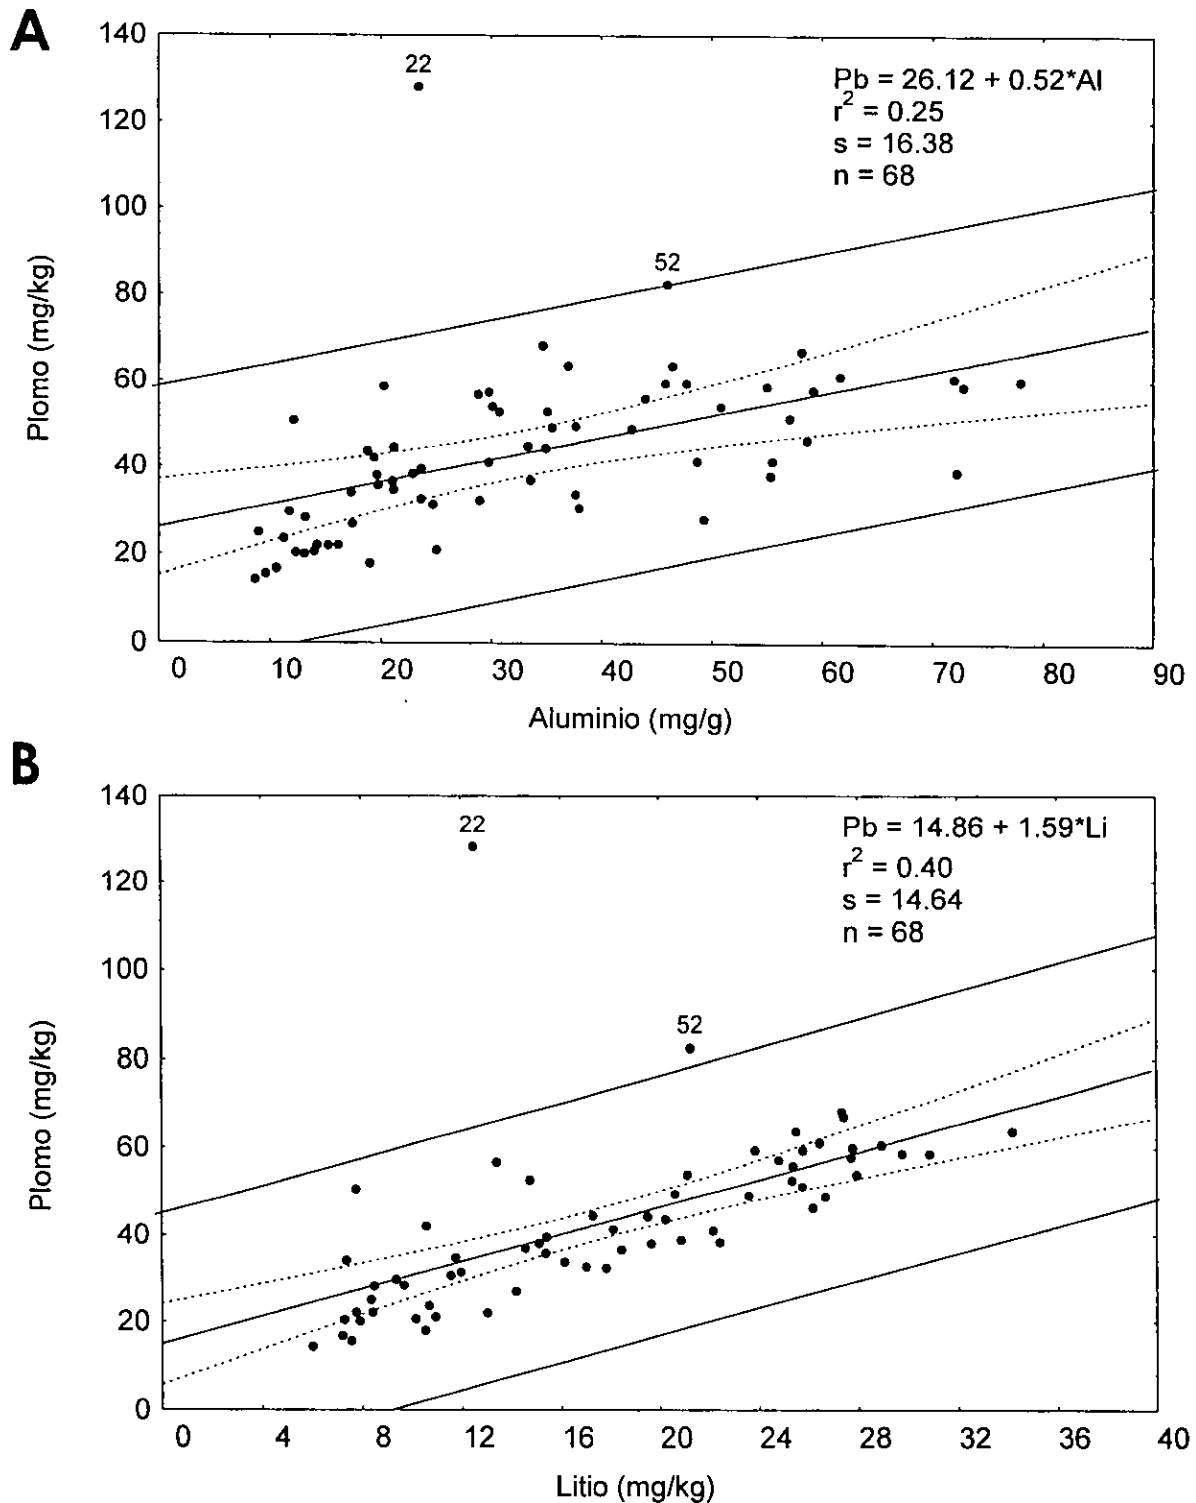 A
140
120
100
80
60
40
20
0
Plomo (mg/kg)
22
52
Pb = 26.12 + 0.52*Al
r² = 0.25
s = 16.38
n = 68
0 10 20 30 40 50 60 70 80 90
Aluminio (mg/g)
B
140
120
100
80
60
40
20
0
Plomo (mg/kg)
22
52
Pb = 14.86 + 1.59*Li
r² = 0.40
s = 14.64
n = 68
0 4 8 12 16 20 24 28 32 36 40
Litio (mg/kg)